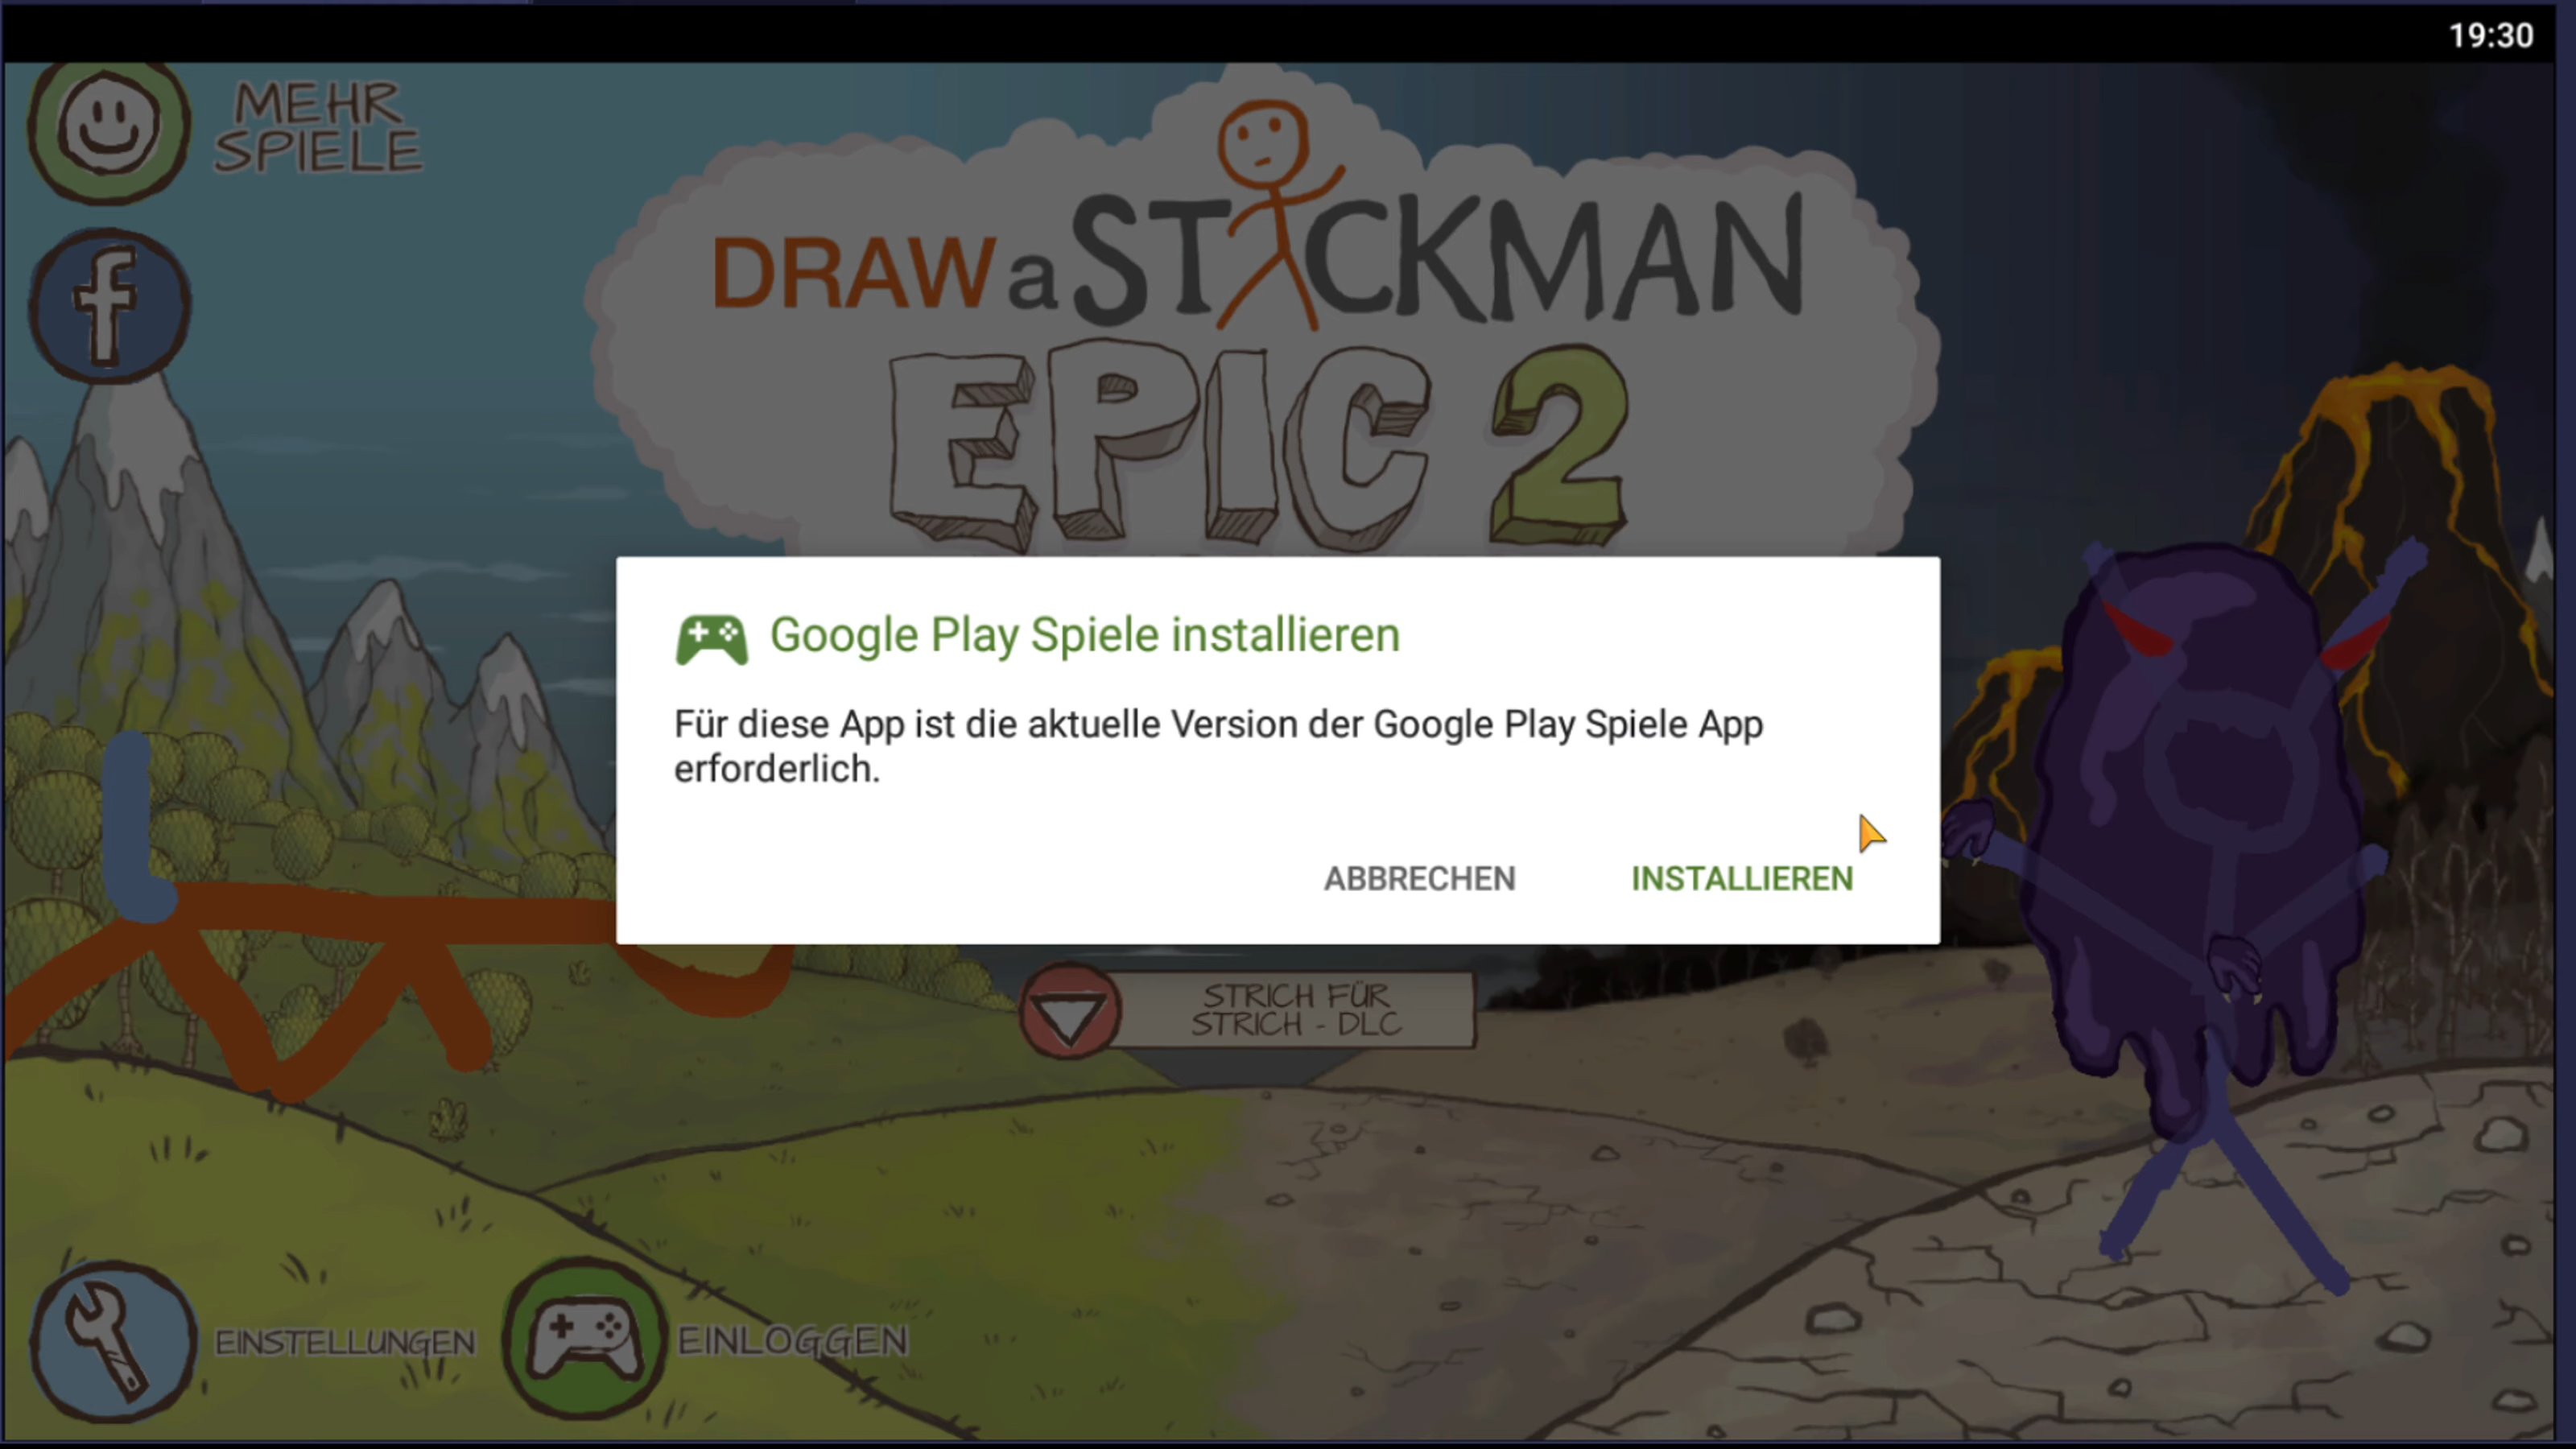 19:30
MEHR
SPIELE
DRAW a STICKMAN
EPIC 2
Google Play Spiele installieren
Für diese App ist die aktuelle Version der Google Play Spiele App
erforderlich.
ABBRECHEN INSTALLIEREN
STRICH FÜR
STRICH - DLC
EINSTELLUNGEN
EINLOGGEN